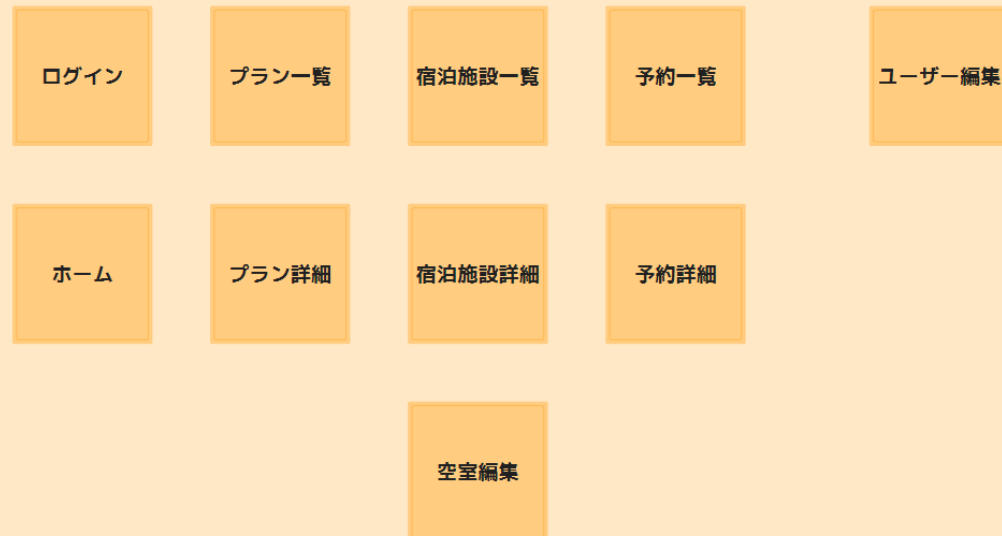 ログイン
プラン一覧
宿泊施設一覧
予約一覧
ユーザー編集
ホーム
プラン詳細
宿泊施設詳細
予約詳細
空室編集